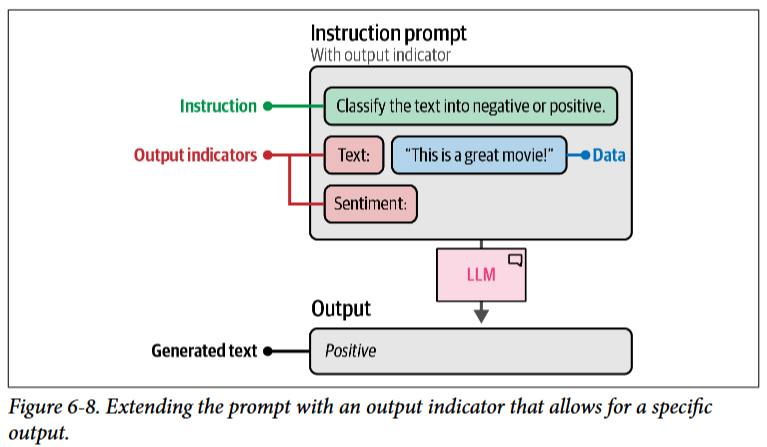 Instruction prompt
With output indicator
Instruction
Classify the text into negative or positive.
Output indicators
Text:
"This is a great movie!"
Data
Sentiment:
LLM
Output
Generated text
Positive
Figure 6-8. Extending the prompt with an output indicator that allows for a specific
output.